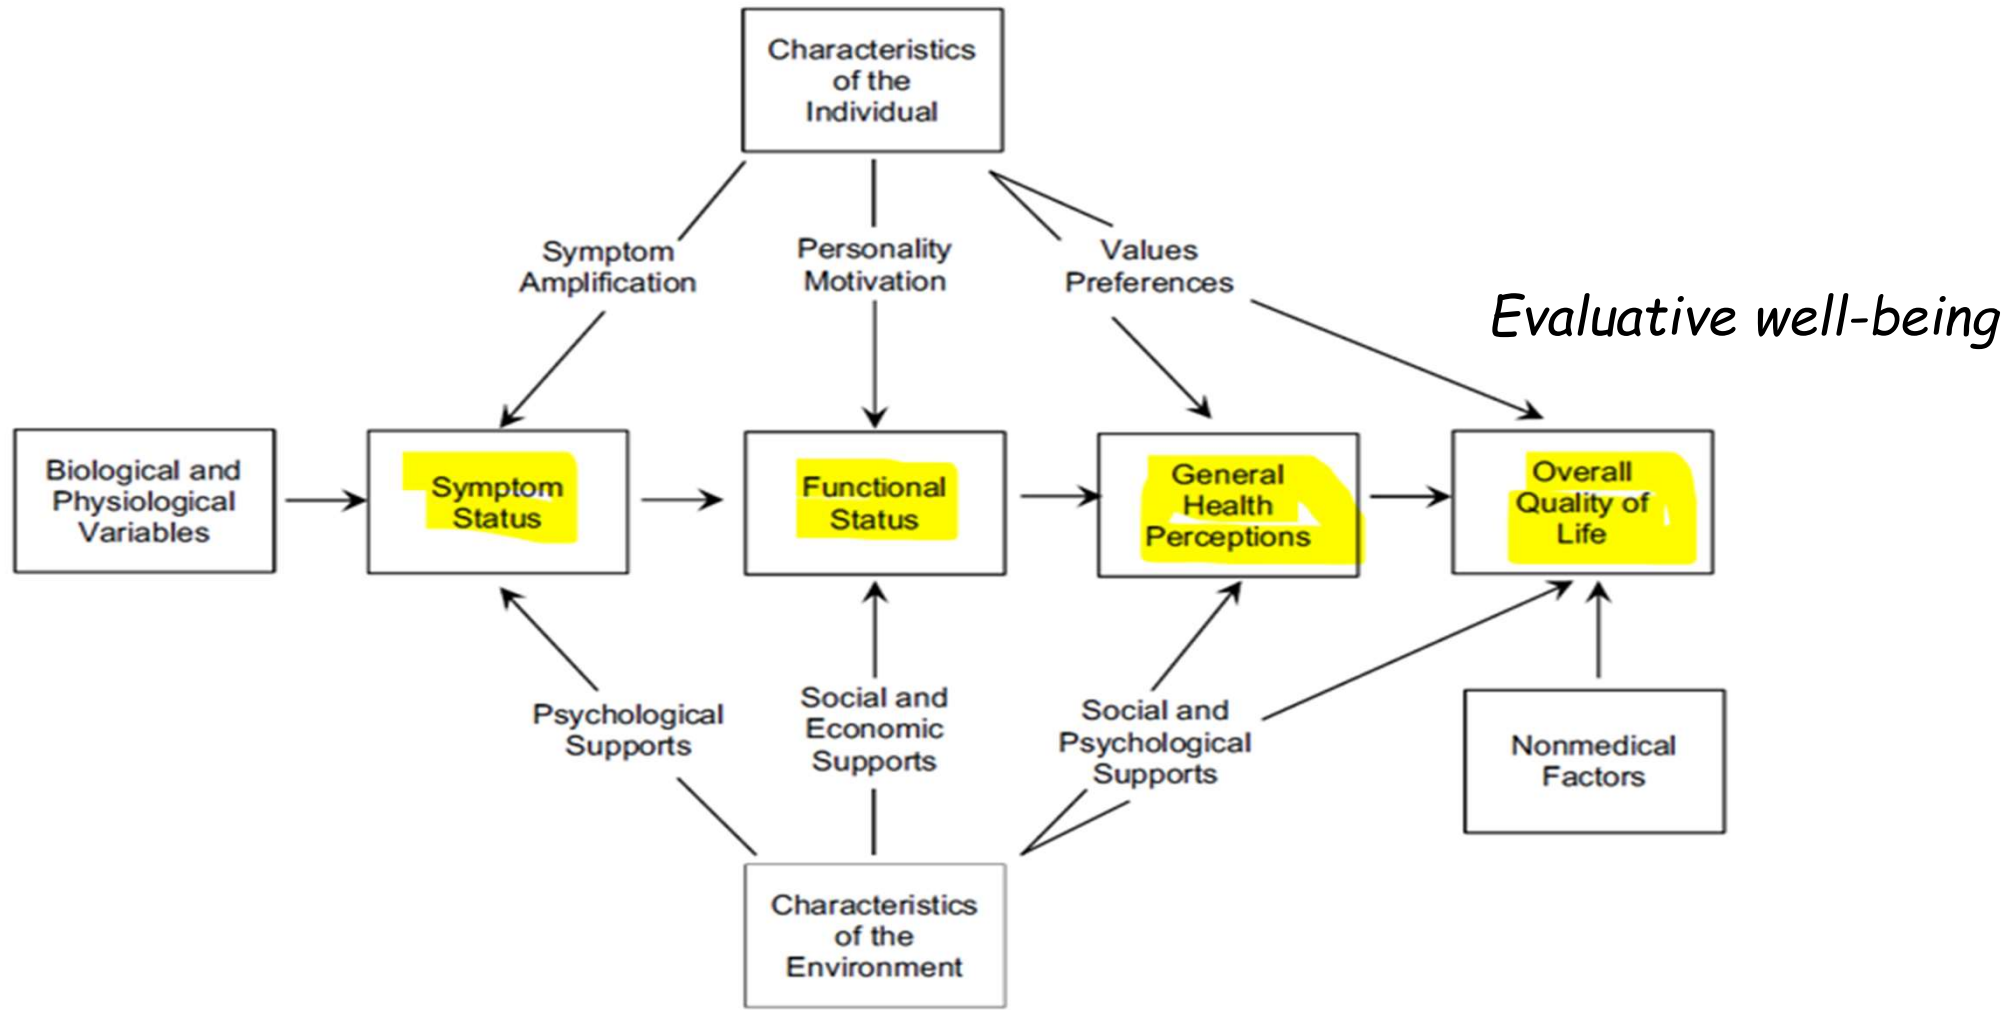 Characteristics
of the
Individual
Symptom
Amplification
Personality
Motivation
Values
Preferences
Evaluative well-being
Biological and
Physiological
Variables
Symptom
Status
Functional
Status
General
Health
Perceptions
Overall
Quality of
Life
Psychological
Supports
Social and
Economic
Supports
Social and
Psychological
Supports
Nonmedical
Factors
Characteristics
of the
Environment